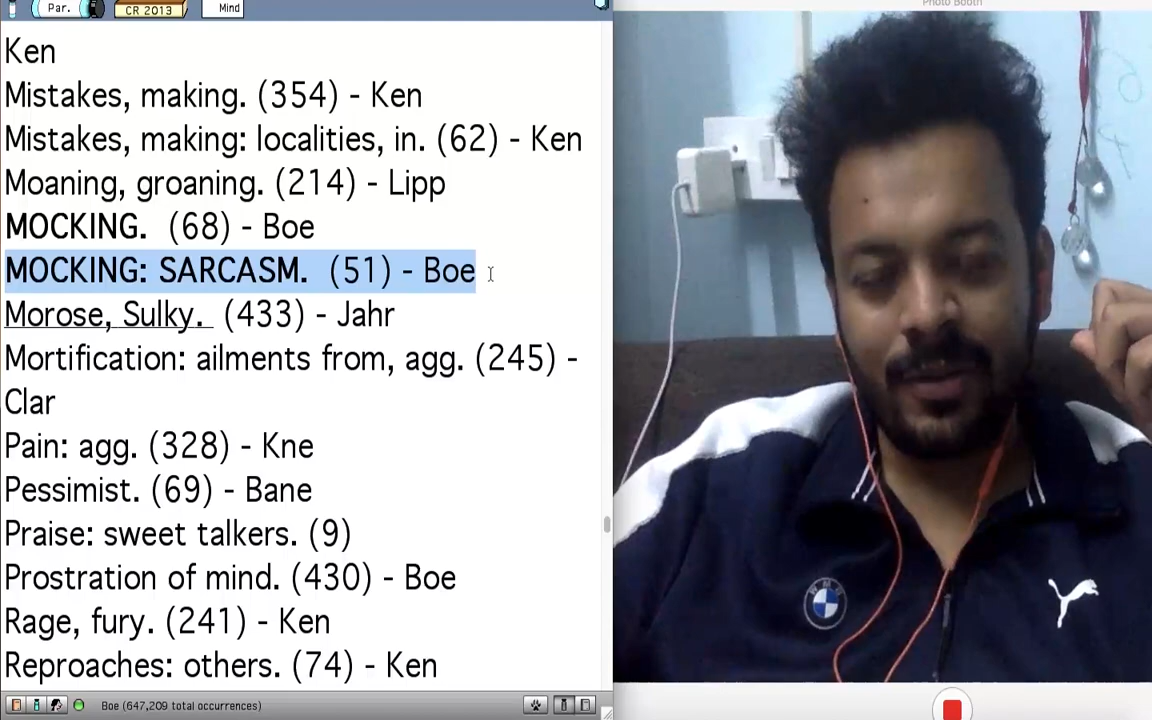 Par.
CR 2013
Mind
Photo Booth
Ken
Mistakes, making. (354) - Ken
Mistakes, making: localities, in. (62) - Ken
Moaning, groaning. (214) - Lipp
MOCKING. (68) - Boe
MOCKING: SARCASM. (51) - Boe
Morose, Sulky. (433) - Jahr
Mortification: ailments from, agg. (245) -
Clar
Pain: agg. (328) - Kne
Pessimist. (69) - Bane
Praise: sweet talkers. (9)
Prostration of mind. (430) - Boe
Rage, fury. (241) - Ken
Reproaches: others. (74) - Ken
Boe (647,209 total occurrences)